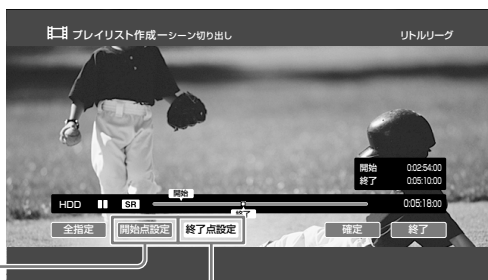 プレイリスト作成ーシーン切り出し
リトルリーグ
開始 0:02:54:00
終了 0:05:10:00
開始
HDD SR 0:05:18:00
終了
全指定 開始点設定 終了点設定 確定 終了